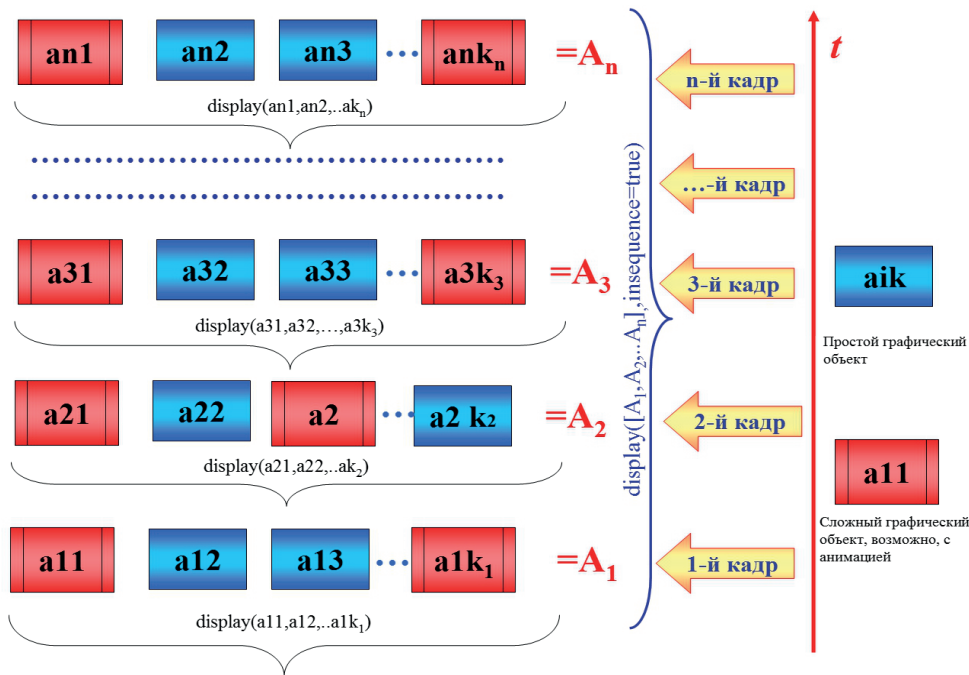 an1 an2 an3 ... ank_n =A_n
display(an1,an2,..ak_n)
a31 a32 a33 ... a3k_3 =A_3
display(a31,a32,...,a3k_3)
a21 a22 a2 ... a2 k_2 =A_2
display(a21,a22,..ak_2)
a11 a12 a13 ... a1k_1 =A_1
display(a11,a12,..a1k_1)
display([A_1,A_2,..A_n],insequence=true)
n-й кадр
...-й кадр
3-й кадр
2-й кадр
1-й кадр
t
aik
Простой графический
объект
a11
Сложный графический
объект, возможно, с
анимацией